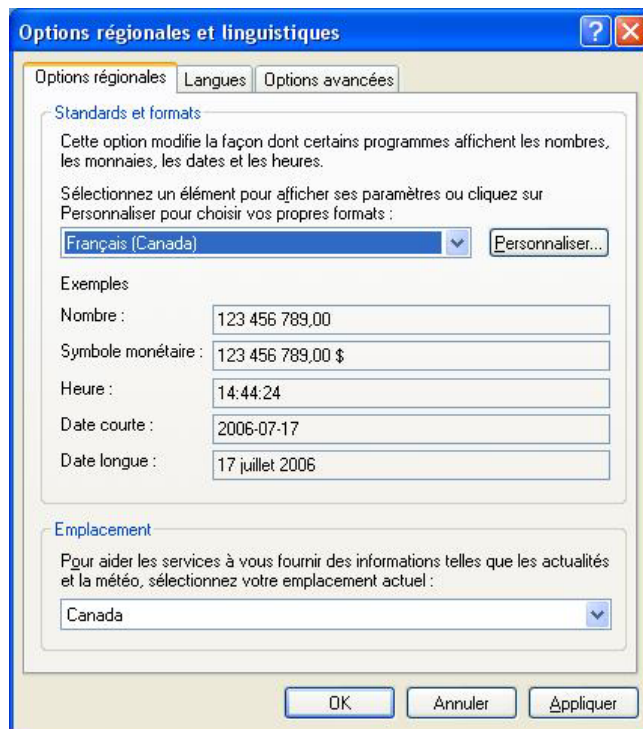 Options régionales et linguistiques
Options régionales Langues Options avancées
Standards et formats
Cette option modifie la façon dont certains programmes affichent les nombres,
les monnaies, les dates et les heures.
Sélectionnez un élément pour afficher ses paramètres ou cliquez sur
Personnaliser pour choisir vos propres formats :
Français (Canada) Personnaliser...
Exemples
Nombre : 123 456 789,00
Symbole monétaire : 123 456 789,00 $
Heure : 14:44:24
Date courte : 2006-07-17
Date longue : 17 juillet 2006
Emplacement
Pour aider les services à vous fournir des informations telles que les actualités
et la météo, sélectionnez votre emplacement actuel :
Canada
OK Annuler Appliquer